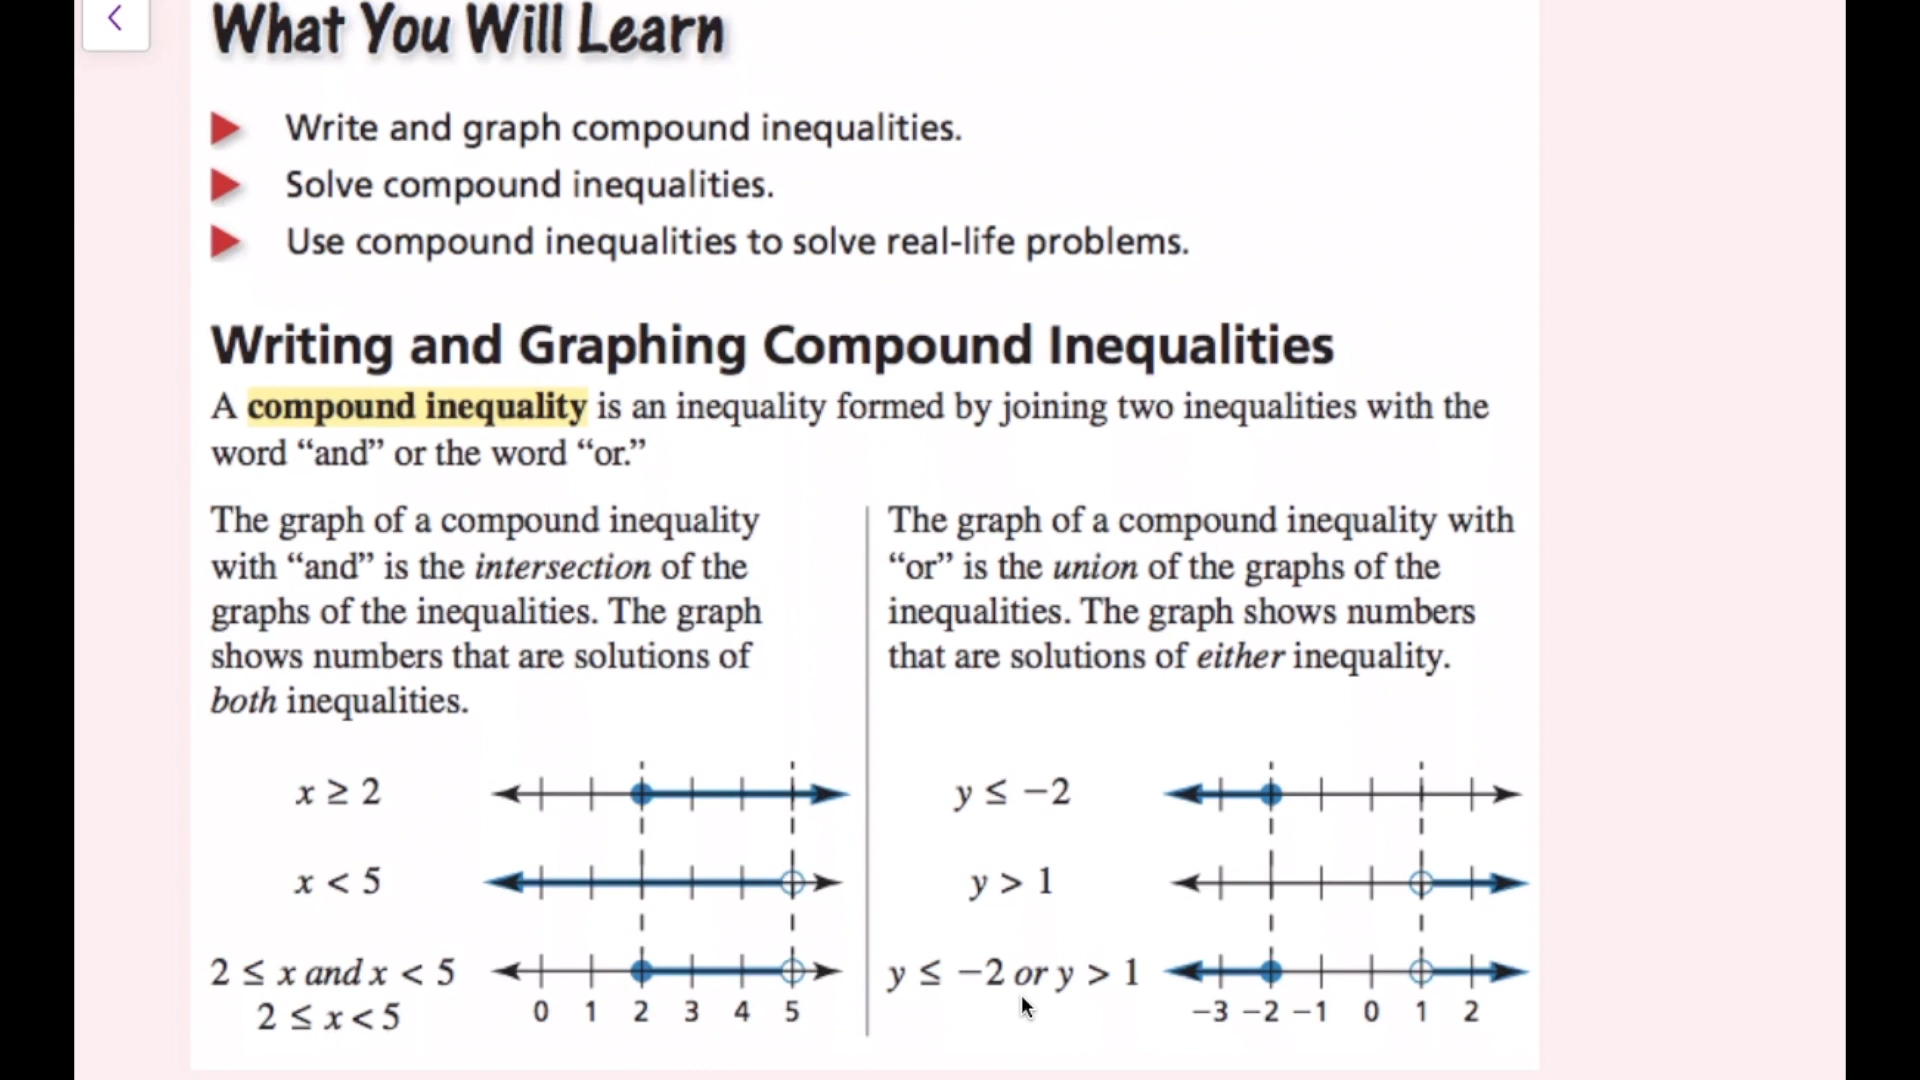 What You Will Learn
Write and graph compound inequalities.
Solve compound inequalities.
Use compound inequalities to solve real-life problems.
Writing and Graphing Compound Inequalities
A compound inequality is an inequality formed by joining two inequalities with the
word “and” or the word “or.”
The graph of a compound inequality
with “and” is the intersection of the
graphs of the inequalities. The graph
shows numbers that are solutions of
both inequalities.
x ≥ 2
x < 5
2 ≤ x and x < 5
2 ≤ x < 5
0 1 2 3 4 5
The graph of a compound inequality with
“or” is the union of the graphs of the
inequalities. The graph shows numbers
that are solutions of either inequality.
y ≤ −2
y > 1
y ≤ −2 or y > 1
−3 −2 −1 0 1 2